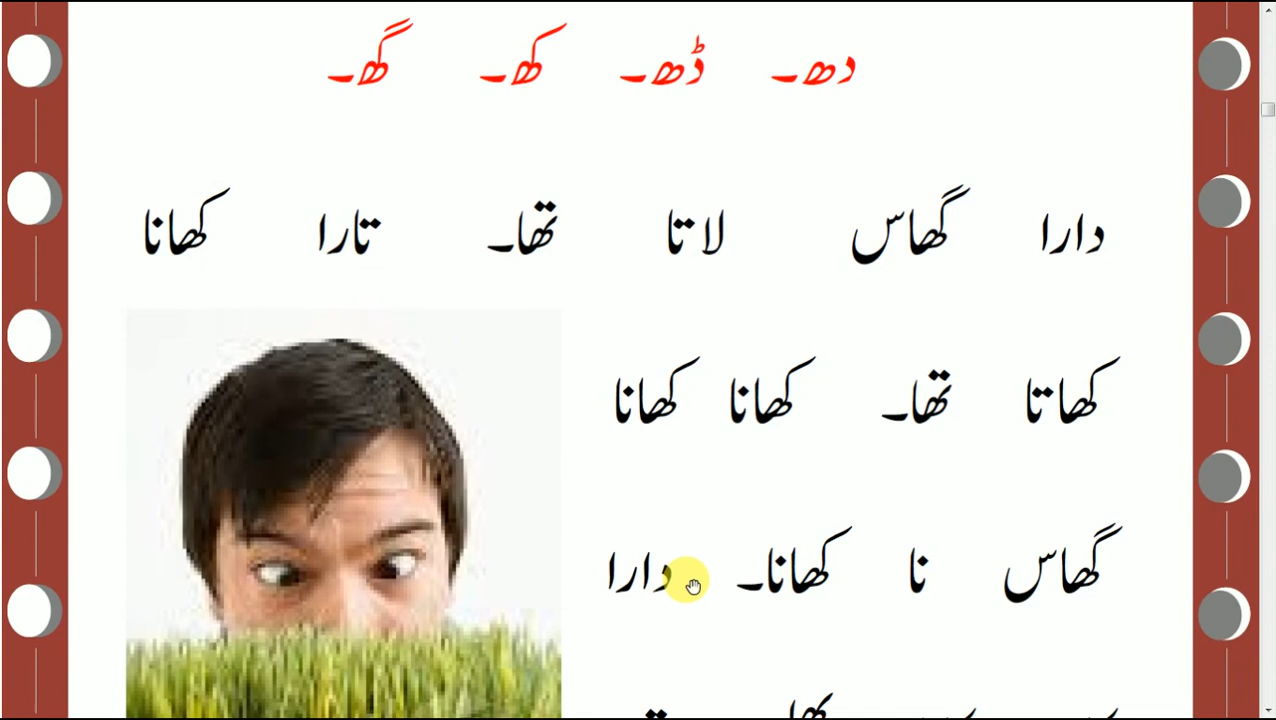 دھ۔ ڈھ۔ کھ۔ گھ۔
دارا گھاس لاتا تھا۔ تارا کھانا
کھاتا تھا۔ کھانا کھانا
گھاس نا کھانا۔ دارا